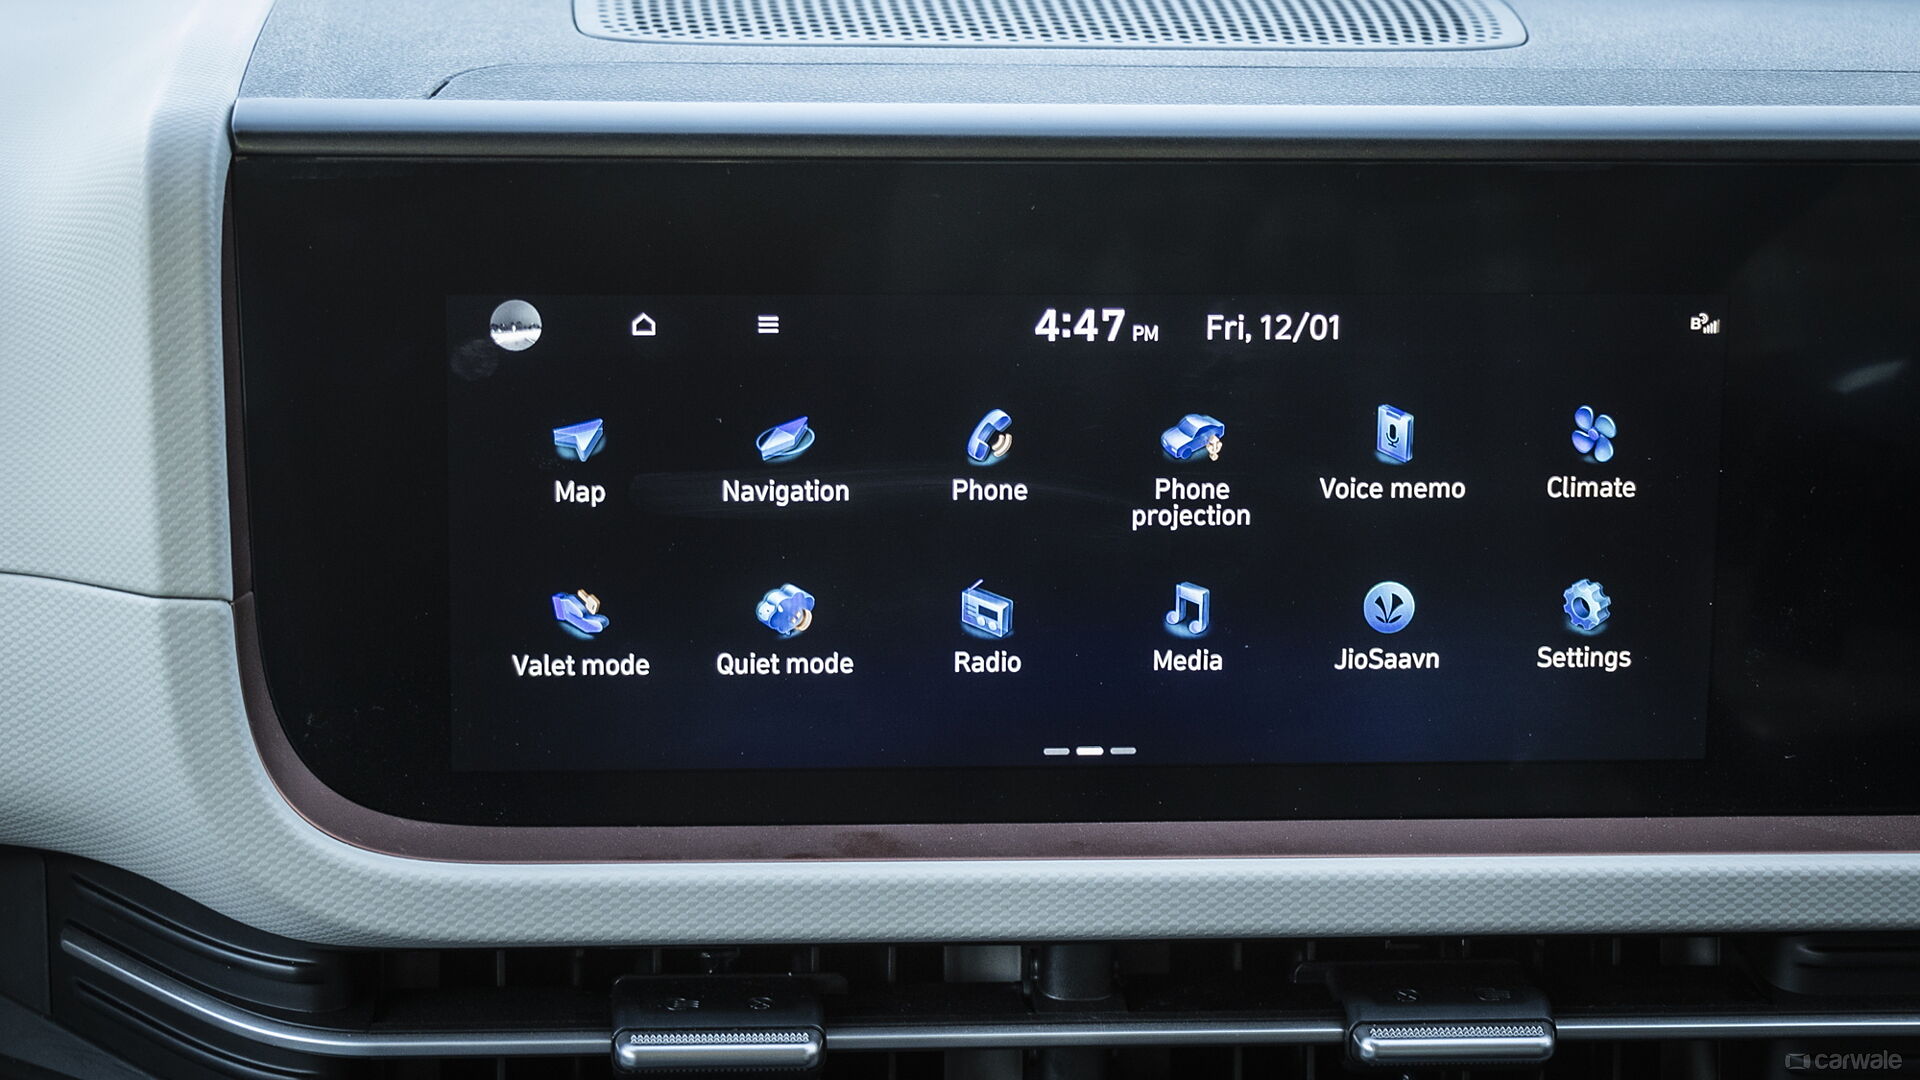 4:47 PM Fri, 12/01
Map Navigation Phone Phone projection Voice memo Climate
Valet mode Quiet mode Radio Media JioSaavn Settings
carwale